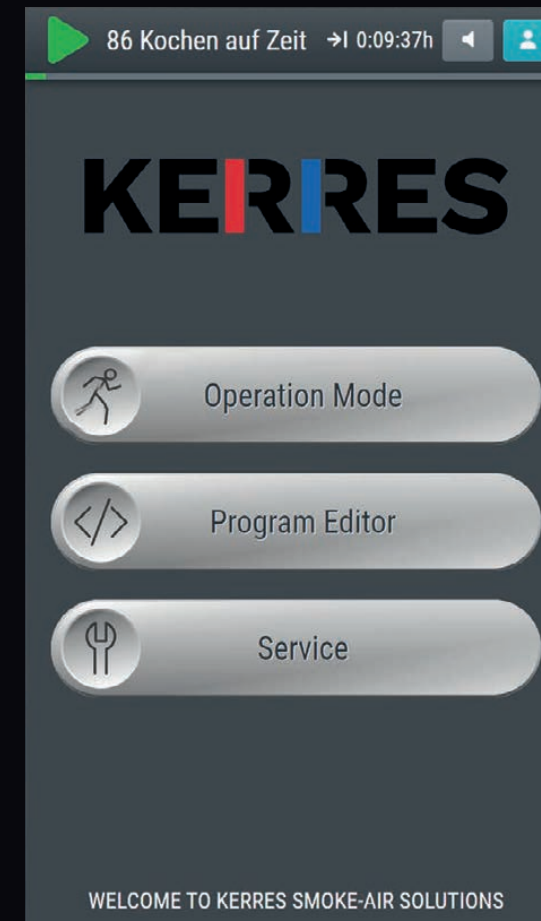 86 Kochen auf Zeit 0:09:37h
KERRES
Operation Mode
Program Editor
Service
WELCOME TO KERRES SMOKE-AIR SOLUTIONS